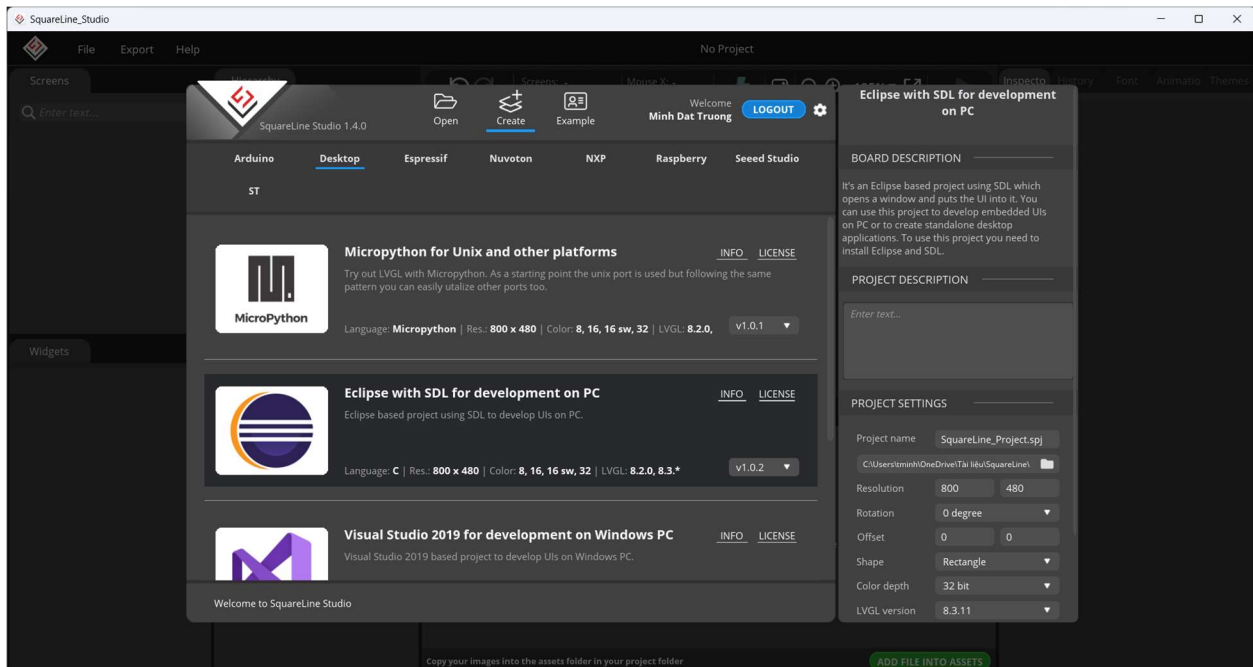 SquareLine_Studio
File Export Help No Project
Screens Hierarchy Screens: - Mouse X: - Inspecto History Font Animatio Themes
Enter text...
SquareLine Studio 1.4.0
Open Create Example
Welcome
Minh Dat Truong
LOGOUT
Arduino Desktop Espressif Nuvoton NXP Raspberry Seeed Studio
ST
Micropython for Unix and other platforms INFO LICENSE
Try out LVGL with Micropython. As a starting point the unix port is used but following the same
pattern you can easily utalize other ports too.
MicroPython
Language: Micropython | Res.: 800 x 480 | Color: 8, 16, 16 sw, 32 | LVGL: 8.2.0, v1.0.1
Widgets
Eclipse with SDL for development on PC INFO LICENSE
Eclipse based project using SDL to develop UIs on PC.
Language: C | Res.: 800 x 480 | Color: 8, 16, 16 sw, 32 | LVGL: 8.2.0, 8.3.* v1.0.2
Visual Studio 2019 for development on Windows PC INFO LICENSE
Visual Studio 2019 based project to develop UIs on Windows PC.
Welcome to SquareLine Studio
Eclipse with SDL for development
on PC
BOARD DESCRIPTION
It's an Eclipse based project using SDL which
opens a window and puts the UI into it. You
can use this project to develop embedded UIs
on PC or to create standalone desktop
applications. To use this project you need to
install Eclipse and SDL.
PROJECT DESCRIPTION
Enter text...
PROJECT SETTINGS
Project name SquareLine_Project.spj
C:\Users\tminh\OneDrive\Tài liệu\SquareLine\
Resolution 800 480
Rotation 0 degree
Offset 0 0
Shape Rectangle
Color depth 32 bit
LVGL version 8.3.11
Copy your images into the assets folder in your project folder
ADD FILE INTO ASSETS